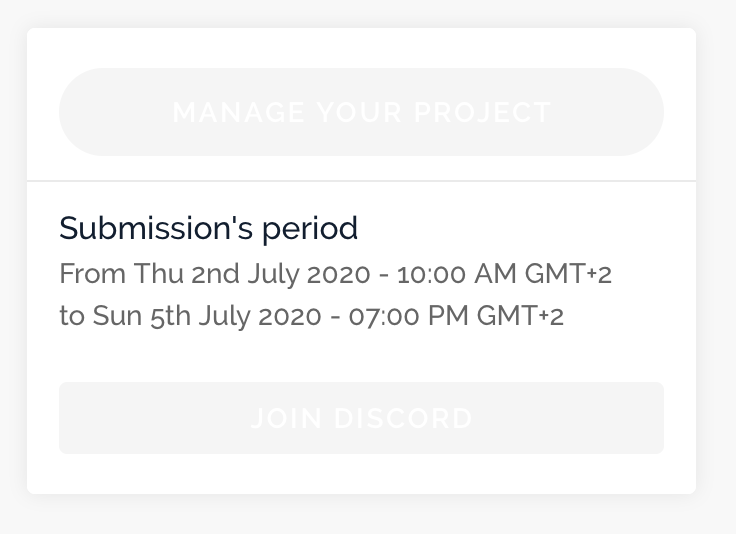 MANAGE YOUR PROJECT
Submission's period
From Thu 2nd July 2020 - 10:00 AM GMT+2
to Sun 5th July 2020 - 07:00 PM GMT+2
JOIN DISCORD